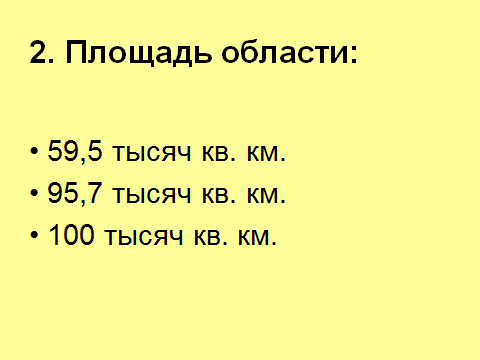 2. Площадь области:
• 59,5 тысяч кв. км.
• 95,7 тысяч кв. км.
• 100 тысяч кв. км.